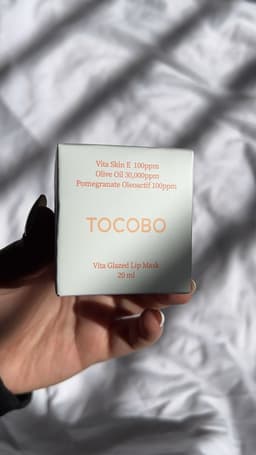 Vita Skin E 100ppm
Olive Oil 30,000ppm
Pomegranate Oleoactif 100ppm
TOCOBO
Vita Glazed Lip Mask
20 ml